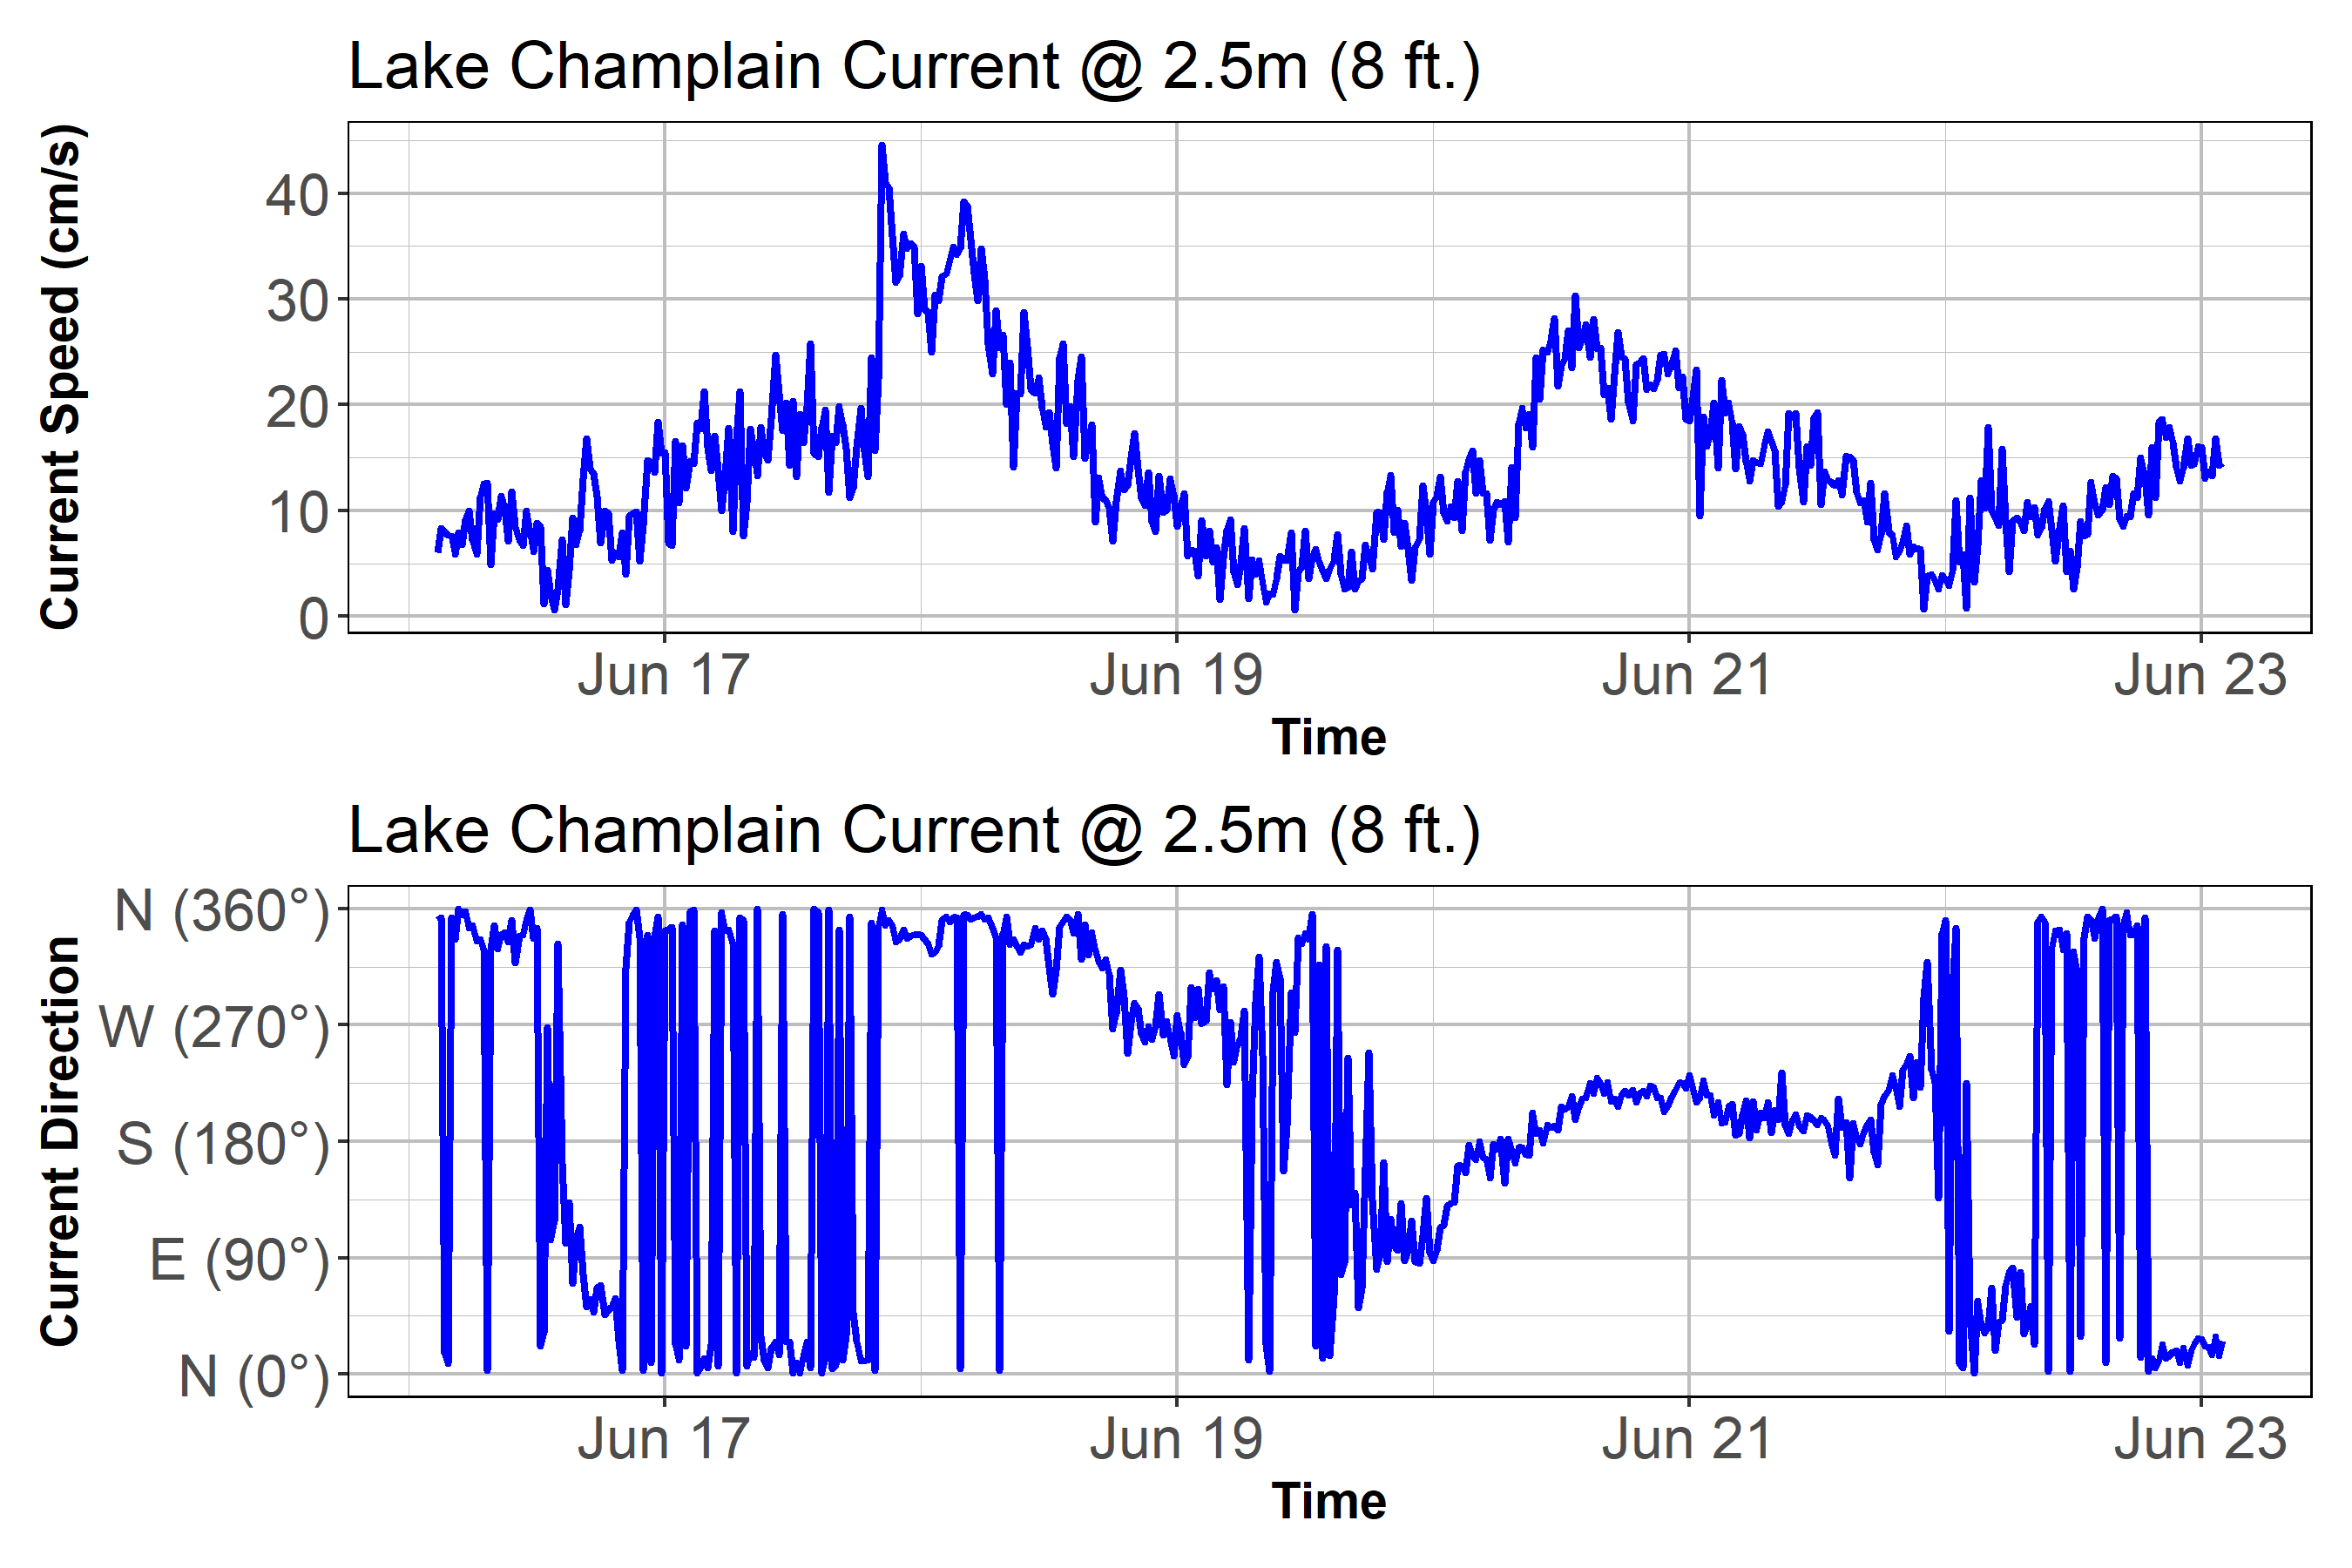 Lake Champlain Current @ 2.5m (8 ft.)
Current Speed (cm/s)
40
30
20
10
0
Jun 17 Jun 19 Jun 21 Jun 23
Time
Lake Champlain Current @ 2.5m (8 ft.)
Current Direction
N (360°)
W (270°)
S (180°)
E (90°)
N (0°)
Jun 17 Jun 19 Jun 21 Jun 23
Time